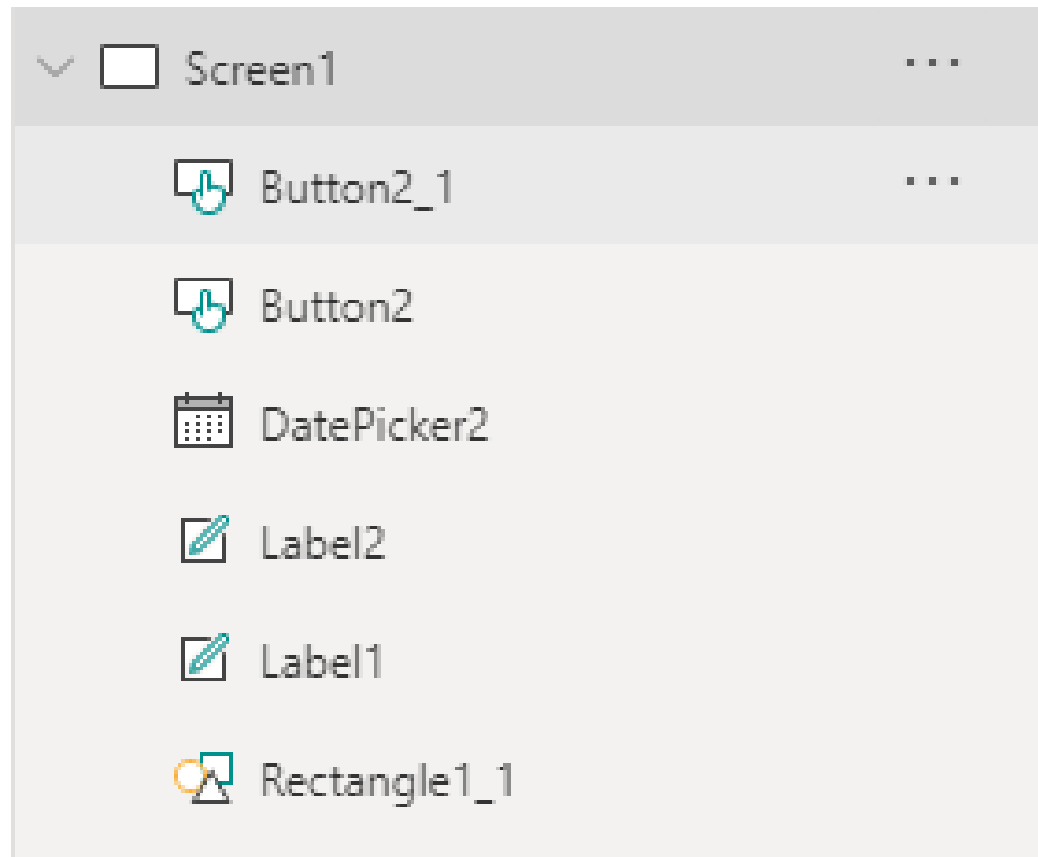 Screen1
Button2_1
Button2
DatePicker2
Label2
Label1
Rectangle1_1